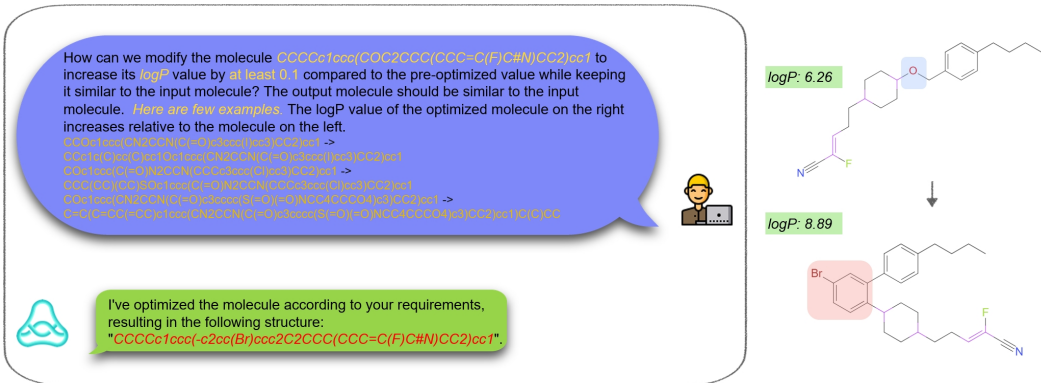 How can we modify the molecule CCCCc1ccc(COC2CCC(CCC=C(F)C#N)CC2)cc1 to
increase its logP value by at least 0.1 compared to the pre-optimized value while keeping
it similar to the input molecule? The output molecule should be similar to the input
molecule. Here are few examples. The logP value of the optimized molecule on the right
increases relative to the molecule on the left.
CCOc1ccc(CN2CCN(C(=O)c3ccc(I)cc3)CC2)cc1 ->
CCc1c(C)cc(C)cc1Oc1ccc(CN2CCN(C(=O)c3ccc(I)cc3)CC2)cc1
COc1ccc(C(=O)N2CCN(CCCc3ccc(Cl)cc3)CC2)cc1 ->
CCC(CC)(CC)SOc1ccc(C(=O)N2CCN(CCCc3ccc(Cl)cc3)CC2)cc1
COc1ccc(CN2CCN(C(=O)c3cccc(S(=O)(=O)NCC4CCCO4)c3)CC2)cc1 ->
C=C(C=CC(=CC)c1ccc(CN2CCN(C(=O)c3cccc(S(=O)(=O)NCC4CCCO4)c3)CC2)cc1)C(C)CC
I've optimized the molecule according to your requirements,
resulting in the following structure:
"CCCCc1ccc(-c2cc(Br)ccc2C2CCC(CCC=C(F)C#N)CC2)cc1".
logP: 6.26
O
F
N
logP: 8.89
Br
F
N